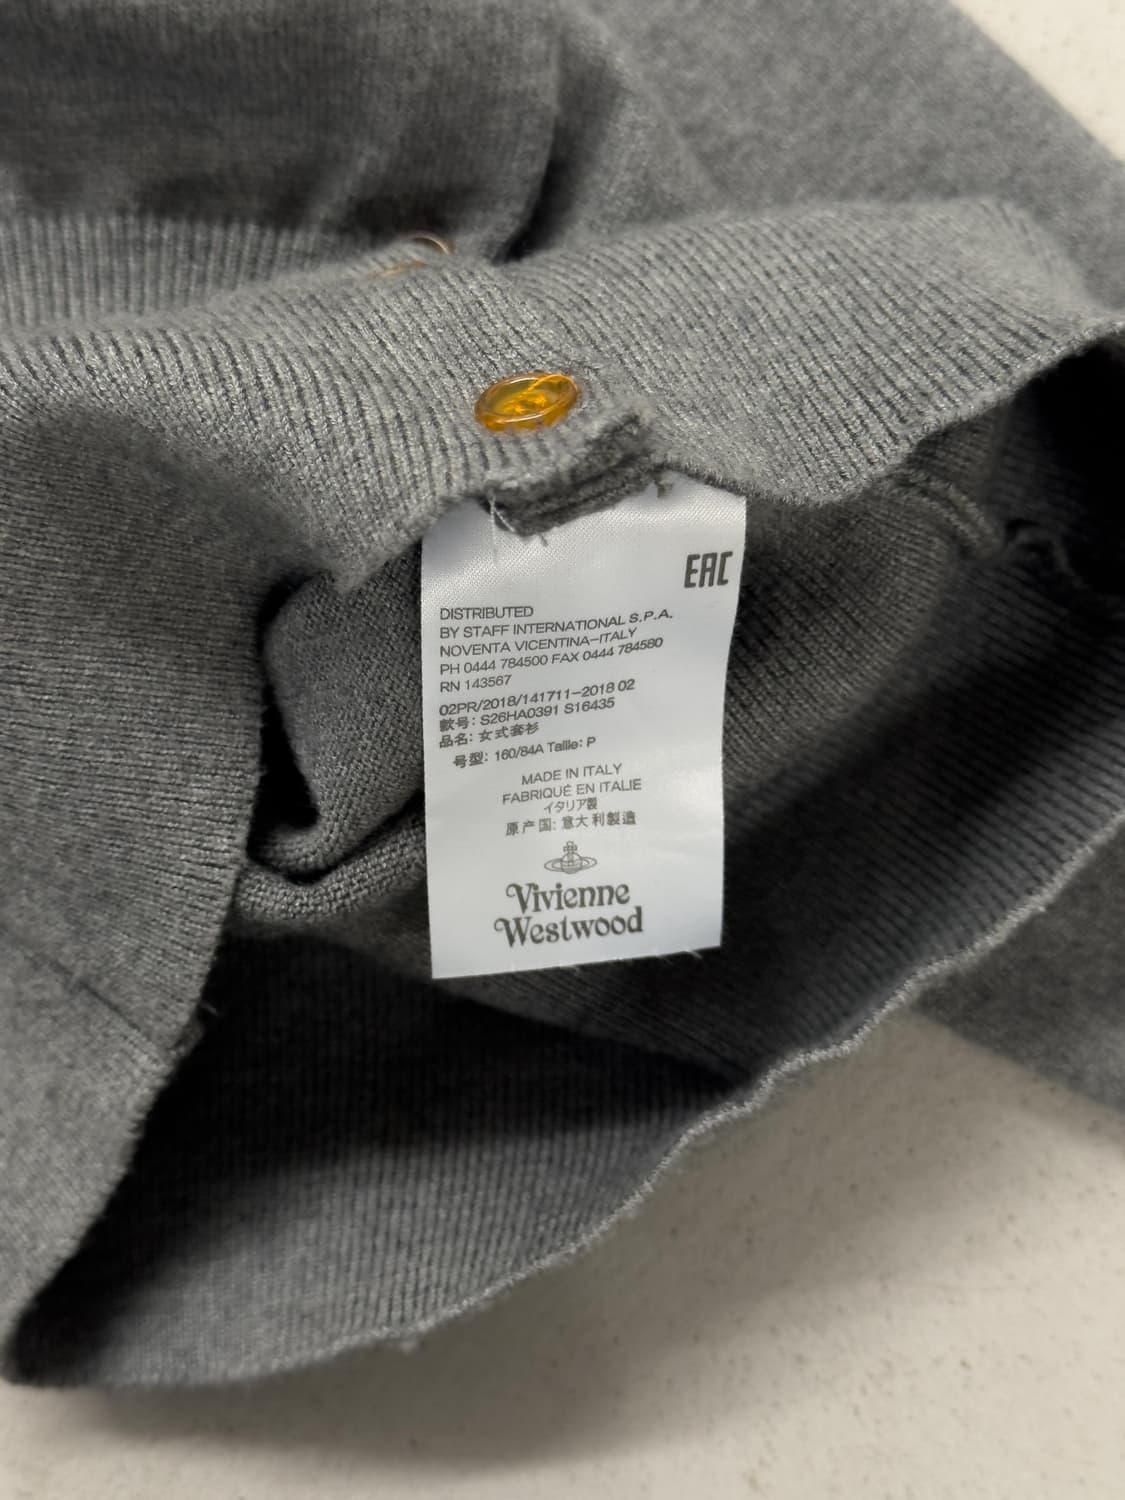 EAC
DISTRIBUTED
BY STAFF INTERNATIONAL S.P.A.
NOVENTA VICENTINA-ITALY
PH 0444 784500 FAX 0444 784580
RN 143567
02PR/2018/141711-2018 02
款号: S26HA0391 S16435
品名: 女式套衫
号型: 160/84A Taille: P
MADE IN ITALY
FABRIQUÉ EN ITALIE
イタリア製
原产国: 意大利製造
Vivienne
Westwood